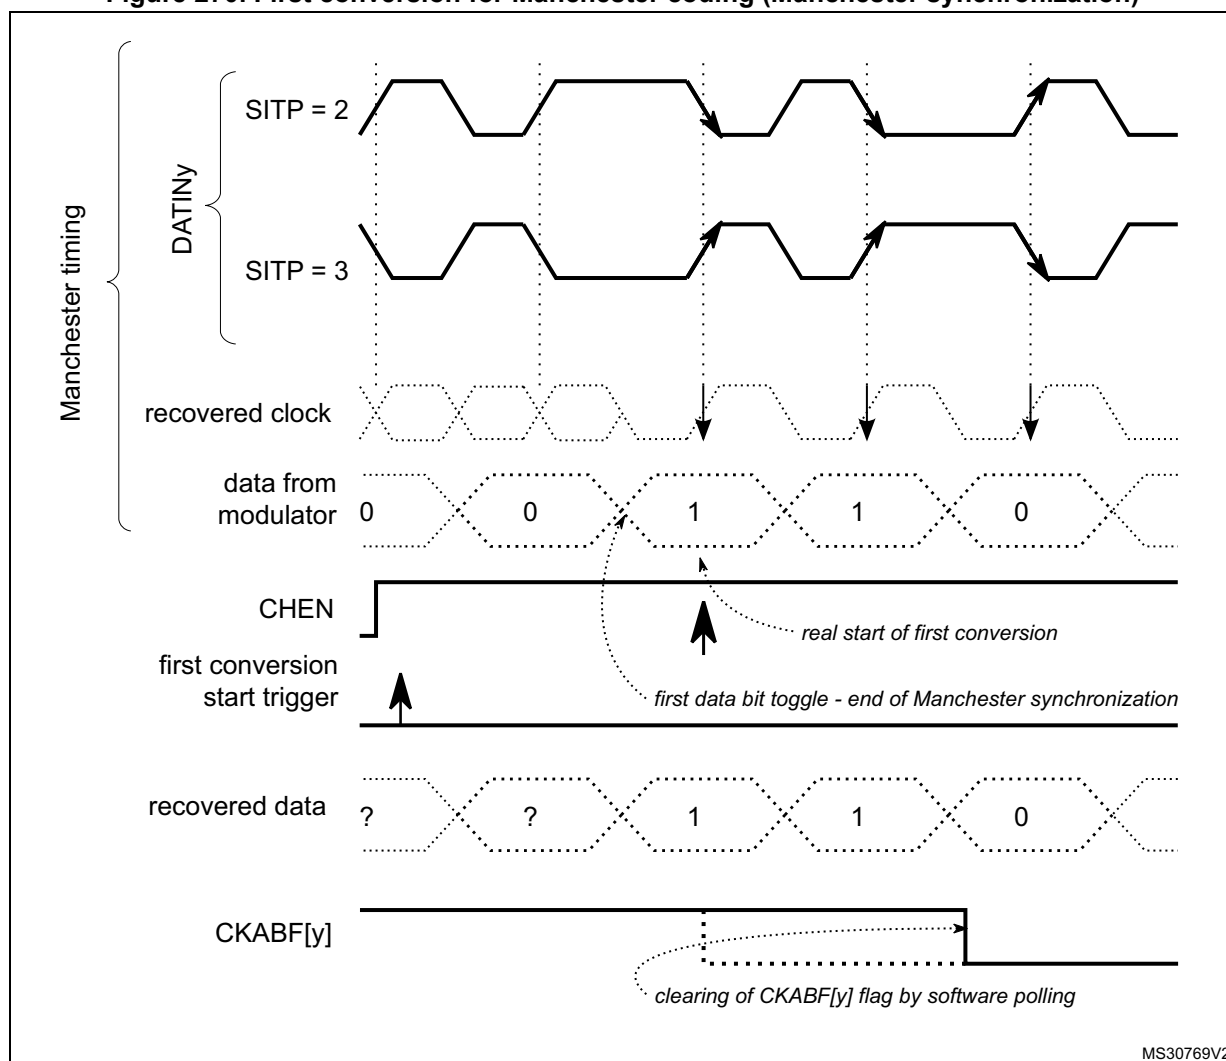 Figure 276. First conversion for Manchester coding (Manchester synchronization)
SITP = 2
DATINy
Manchester timing
SITP = 3
recovered clock
data from
modulator
0 0 1 1 0
CHEN
real start of first conversion
first conversion
start trigger
first data bit toggle - end of Manchester synchronization
recovered data
? ? 1 1 0
CKABF[y]
clearing of CKABF[y] flag by software polling
MS30769V2